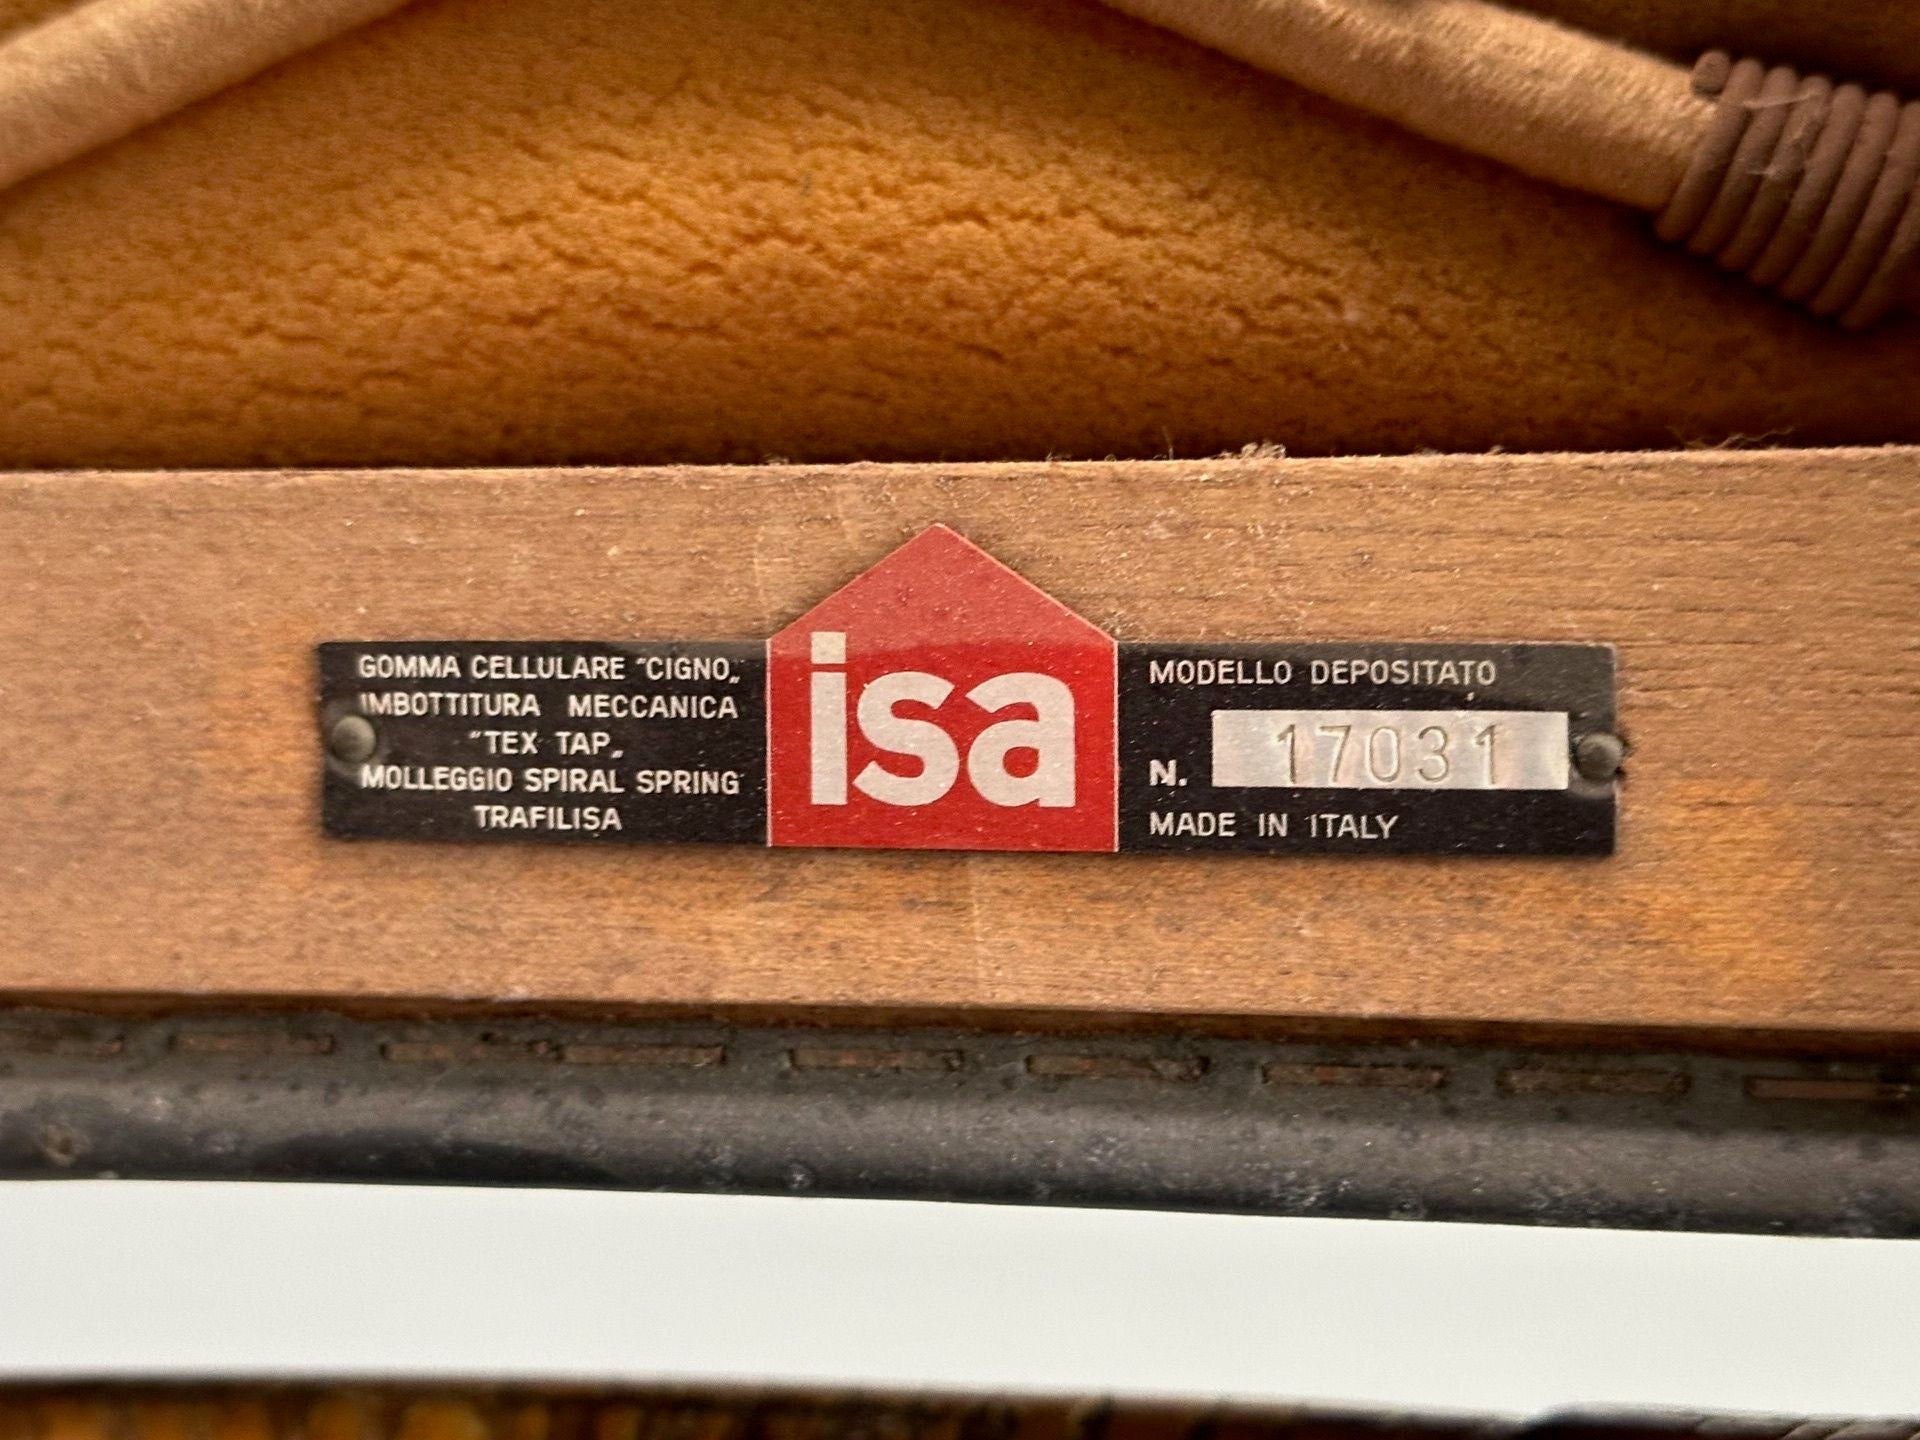 GOMMA CELLULARE "CIGNO„
IMBOTTITURA MECCANICA
"TEX TAP„
MOLLEGGIO SPIRAL SPRING
TRAFILISA
isa
MODELLO DEPOSITATO
N. 17031
MADE IN ITALY